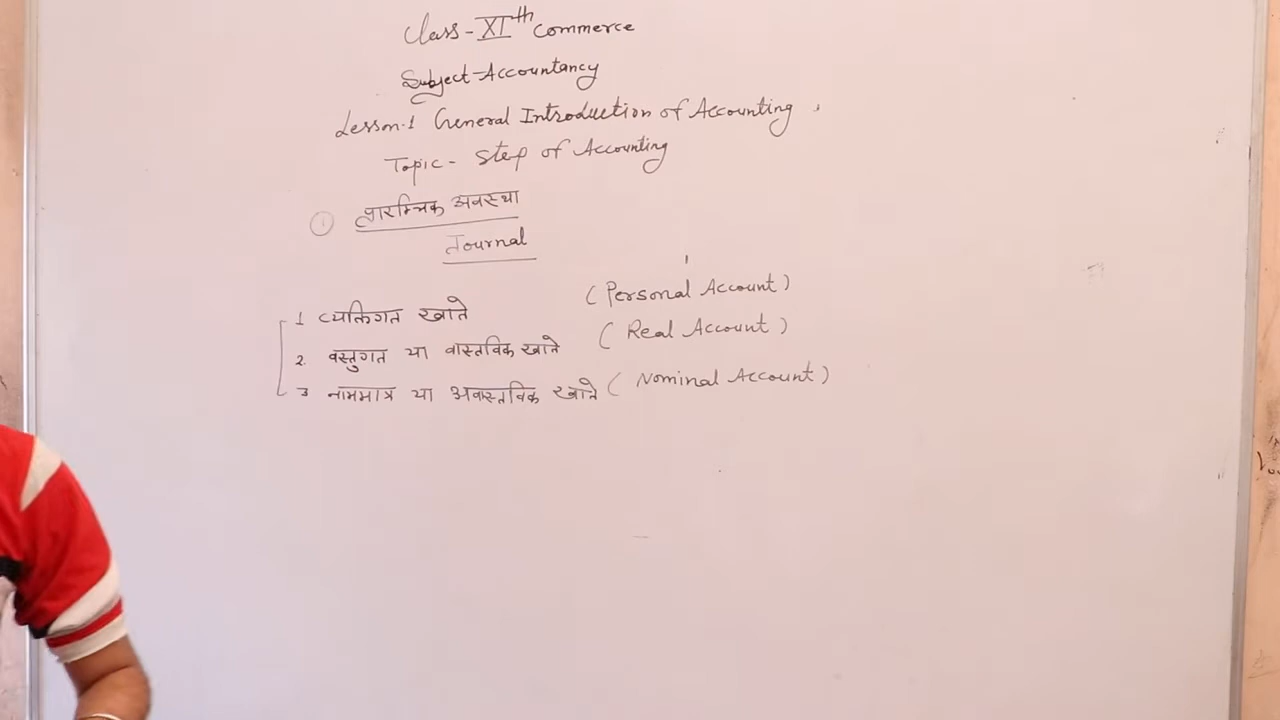 Class - XIth Commerce
Subject - Accountancy
Lesson-1 General Introduction of Accounting
Topic - Step of Accounting
1 प्रारम्भिक अवस्था
Journal
1 व्यक्तिगत खाते (Personal Account)
2. वस्तुगत या वास्तविक खाते (Real Account)
3 नाममात्र या अवास्तविक खाते (Nominal Account)